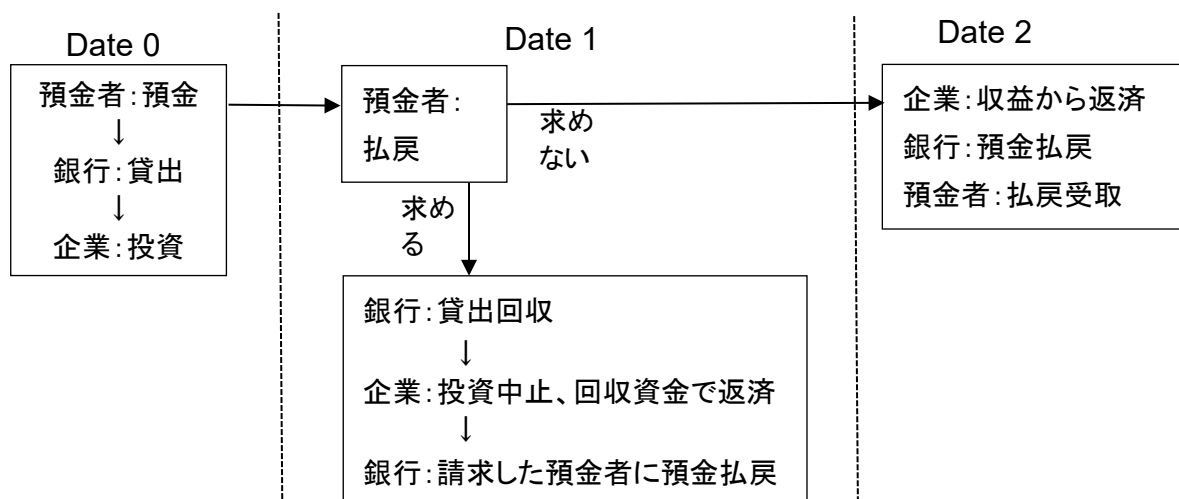 Date 0
預金者:預金
↓
銀行:貸出
↓
企業:投資
Date 1
預金者:
払戻
求め
ない
求め
る
銀行:貸出回収
↓
企業:投資中止、回収資金で返済
↓
銀行:請求した預金者に預金払戻
Date 2
企業:収益から返済
銀行:預金払戻
預金者:払戻受取